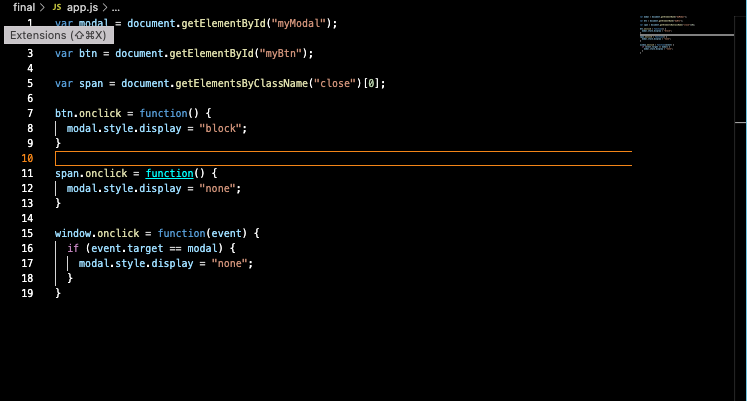 final > JS app.js > ...
1 var modal = document.getElementById("myModal");
Extensions (⇧⌘X)
3 var btn = document.getElementById("myBtn");
4
5 var span = document.getElementsByClassName("close")[0];
6
7 btn.onclick = function() {
8 modal.style.display = "block";
9 }
10
11 span.onclick = function() {
12 modal.style.display = "none";
13 }
14
15 window.onclick = function(event) {
16 if (event.target == modal) {
17 modal.style.display = "none";
18 }
19 }